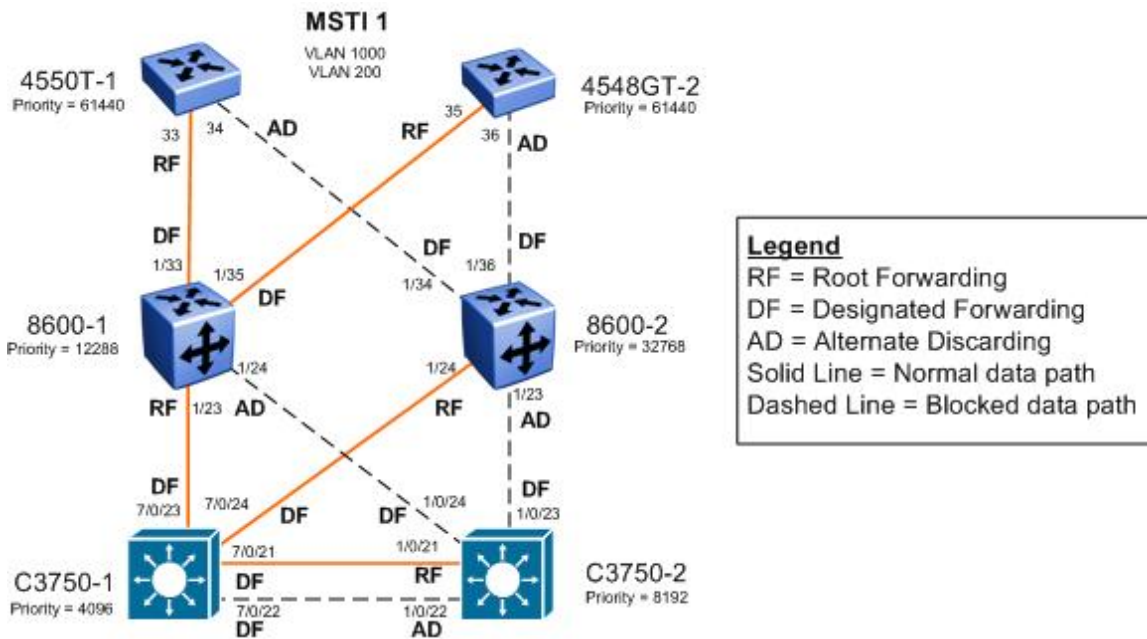 MSTI 1
VLAN 1000
VLAN 200
4550T-1
Priority = 61440
4548GT-2
Priority = 61440
33
34
AD
RF
35
36
RF
AD
DF
1/33
1/35
DF
DF
1/34
1/36
DF
8600-1
Priority = 12288
8600-2
Priority = 32768
1/24
AD
RF
1/23
1/24
RF
1/23
AD
DF
7/0/23
7/0/24
DF
1/0/24
DF
DF
1/0/23
7/0/21
DF
1/0/21
RF
C3750-1
Priority = 4096
C3750-2
Priority = 8192
7/0/22
DF
1/0/22
AD
Legend
RF = Root Forwarding
DF = Designated Forwarding
AD = Alternate Discarding
Solid Line = Normal data path
Dashed Line = Blocked data path